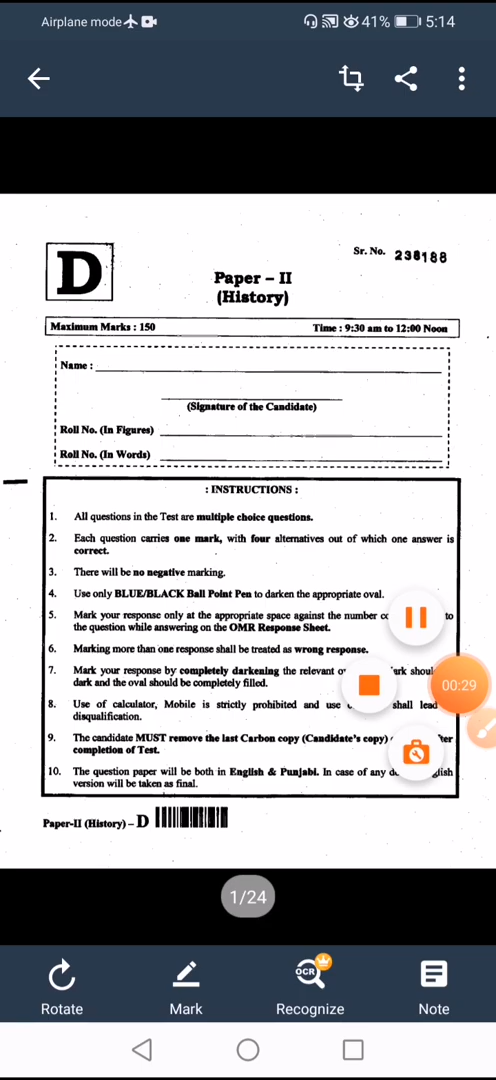 Airplane mode 41% 5:14
D
Sr. No. 238188
Paper – II
(History)
Maximum Marks : 150 Time : 9:30 am to 12:00 Noon
Name :
(Signature of the Candidate)
Roll No. (In Figures)
Roll No. (In Words)
: INSTRUCTIONS :
1. All questions in the Test are multiple choice questions.
2. Each question carries one mark, with four alternatives out of which one answer is
correct.
3. There will be no negative marking.
4. Use only BLUE/BLACK Ball Point Pen to darken the appropriate oval.
5. Mark your response only at the appropriate space against the number to
the question while answering on the OMR Response Sheet.
6. Marking more than one response shall be treated as wrong response.
7. Mark your response by completely darkening the relevant
dark and the oval should be completely filled.
00:29
8. Use of calculator, Mobile is strictly prohibited and use shall lead
disqualification.
9. The candidate MUST remove the last Carbon copy (Candidate's copy)
completion of Test.
10. The question paper will be both in English & Punjabi. In case of any
version will be taken as final.
Paper-II (History) – D
1/24
OCR
Rotate Mark Recognize Note